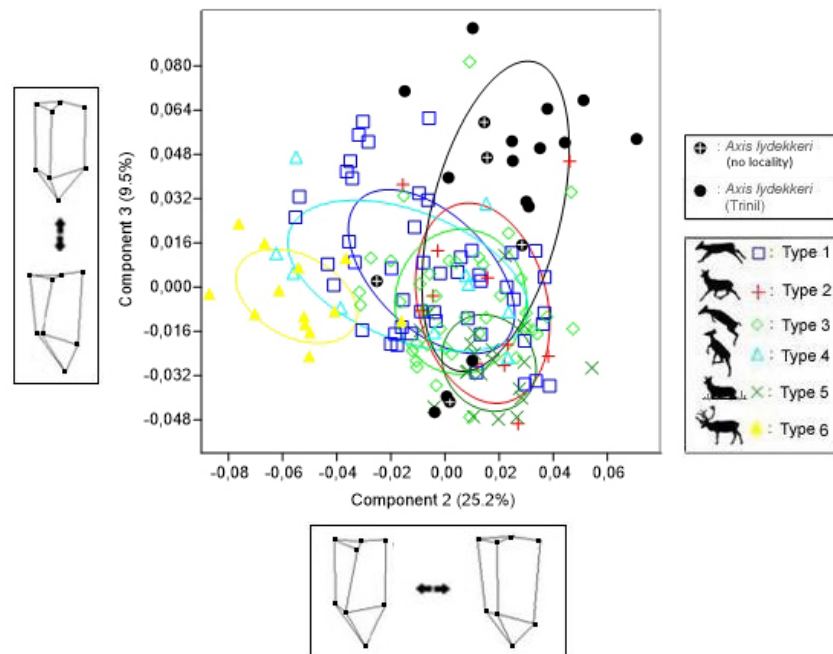 Component 3 (9.5%)
0,080
0,064
0,048
0,032
0,016
0,000
-0,016
-0,032
-0,048
-0,08 -0,06 -0,04 -0,02 0,00 0,02 0,04 0,06
Component 2 (25.2%)
: Axis lydekkeri
(no locality)
: Axis lydekkeri
(Trinil)
: Type 1
: Type 2
: Type 3
: Type 4
: Type 5
: Type 6